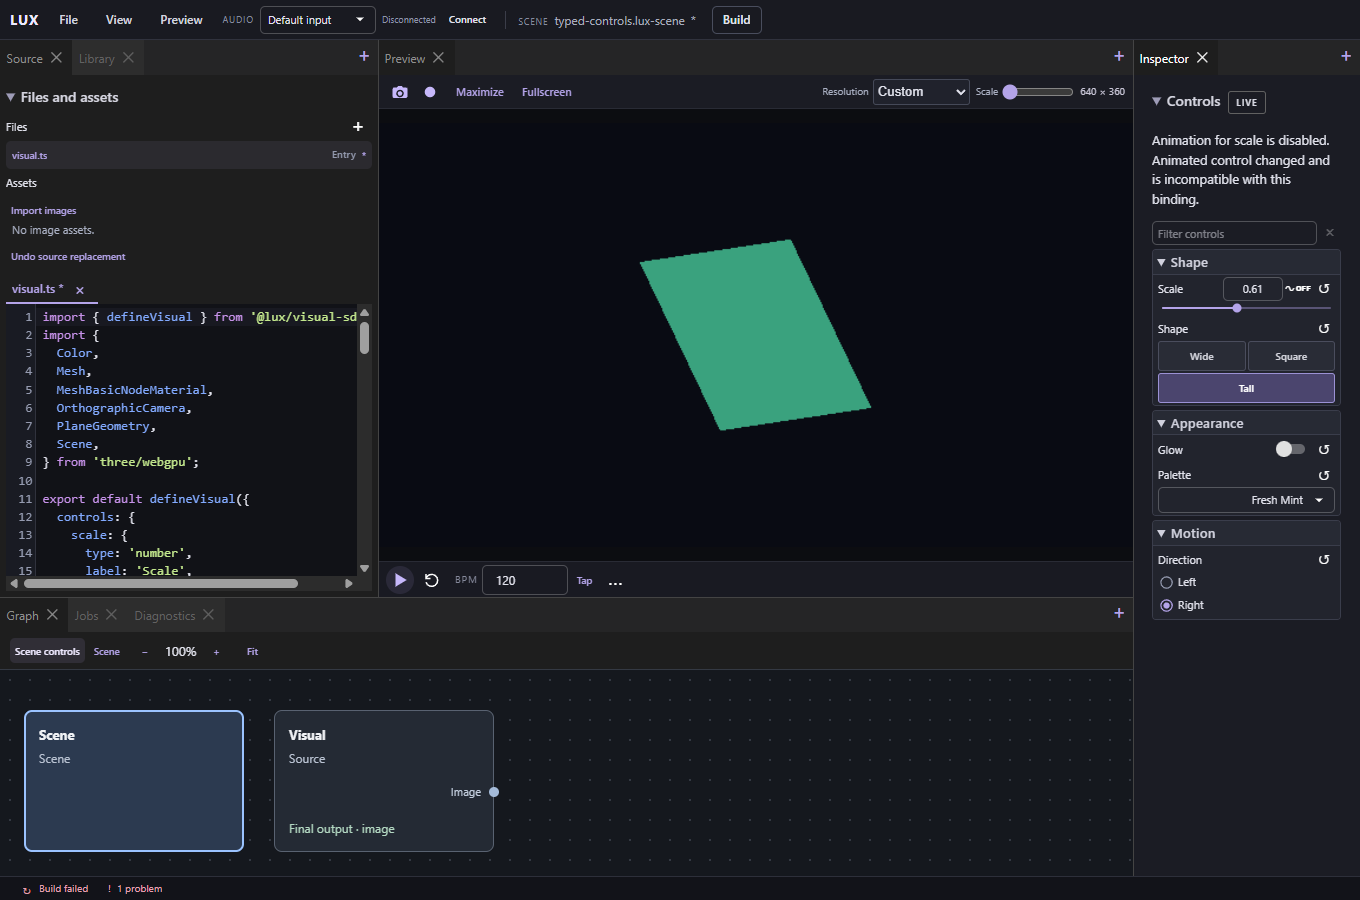 LUX File View Preview AUDIO Default input Disconnected Connect SCENE typed-controls.lux-scene * Build
Source Library
Files and assets
Files
visual.ts Entry *
Assets
Import images
No image assets.
Undo source replacement
visual.ts *
1 import { defineVisual } from '@lux/visual-sd
2 import {
3 Color,
4 Mesh,
5 MeshBasicNodeMaterial,
6 OrthographicCamera,
7 PlaneGeometry,
8 Scene,
9 } from 'three/webgpu';
10
11 export default defineVisual({
12 controls: {
13 scale: {
14 type: 'number',
15 label: 'Scale',
Preview
Maximize Fullscreen Resolution Custom Scale 640 × 360
BPM 120 Tap ...
Graph Jobs Diagnostics
Scene controls Scene − 100% + Fit
Scene
Scene
Visual
Source
Image
Final output · image
Inspector
Controls LIVE
Animation for scale is disabled.
Animated control changed and
is incompatible with this
binding.
Filter controls
Shape
Scale 0.61 OFF
Shape
Wide Square
Tall
Appearance
Glow
Palette
Fresh Mint
Motion
Direction
Left
Right
Build failed ! 1 problem